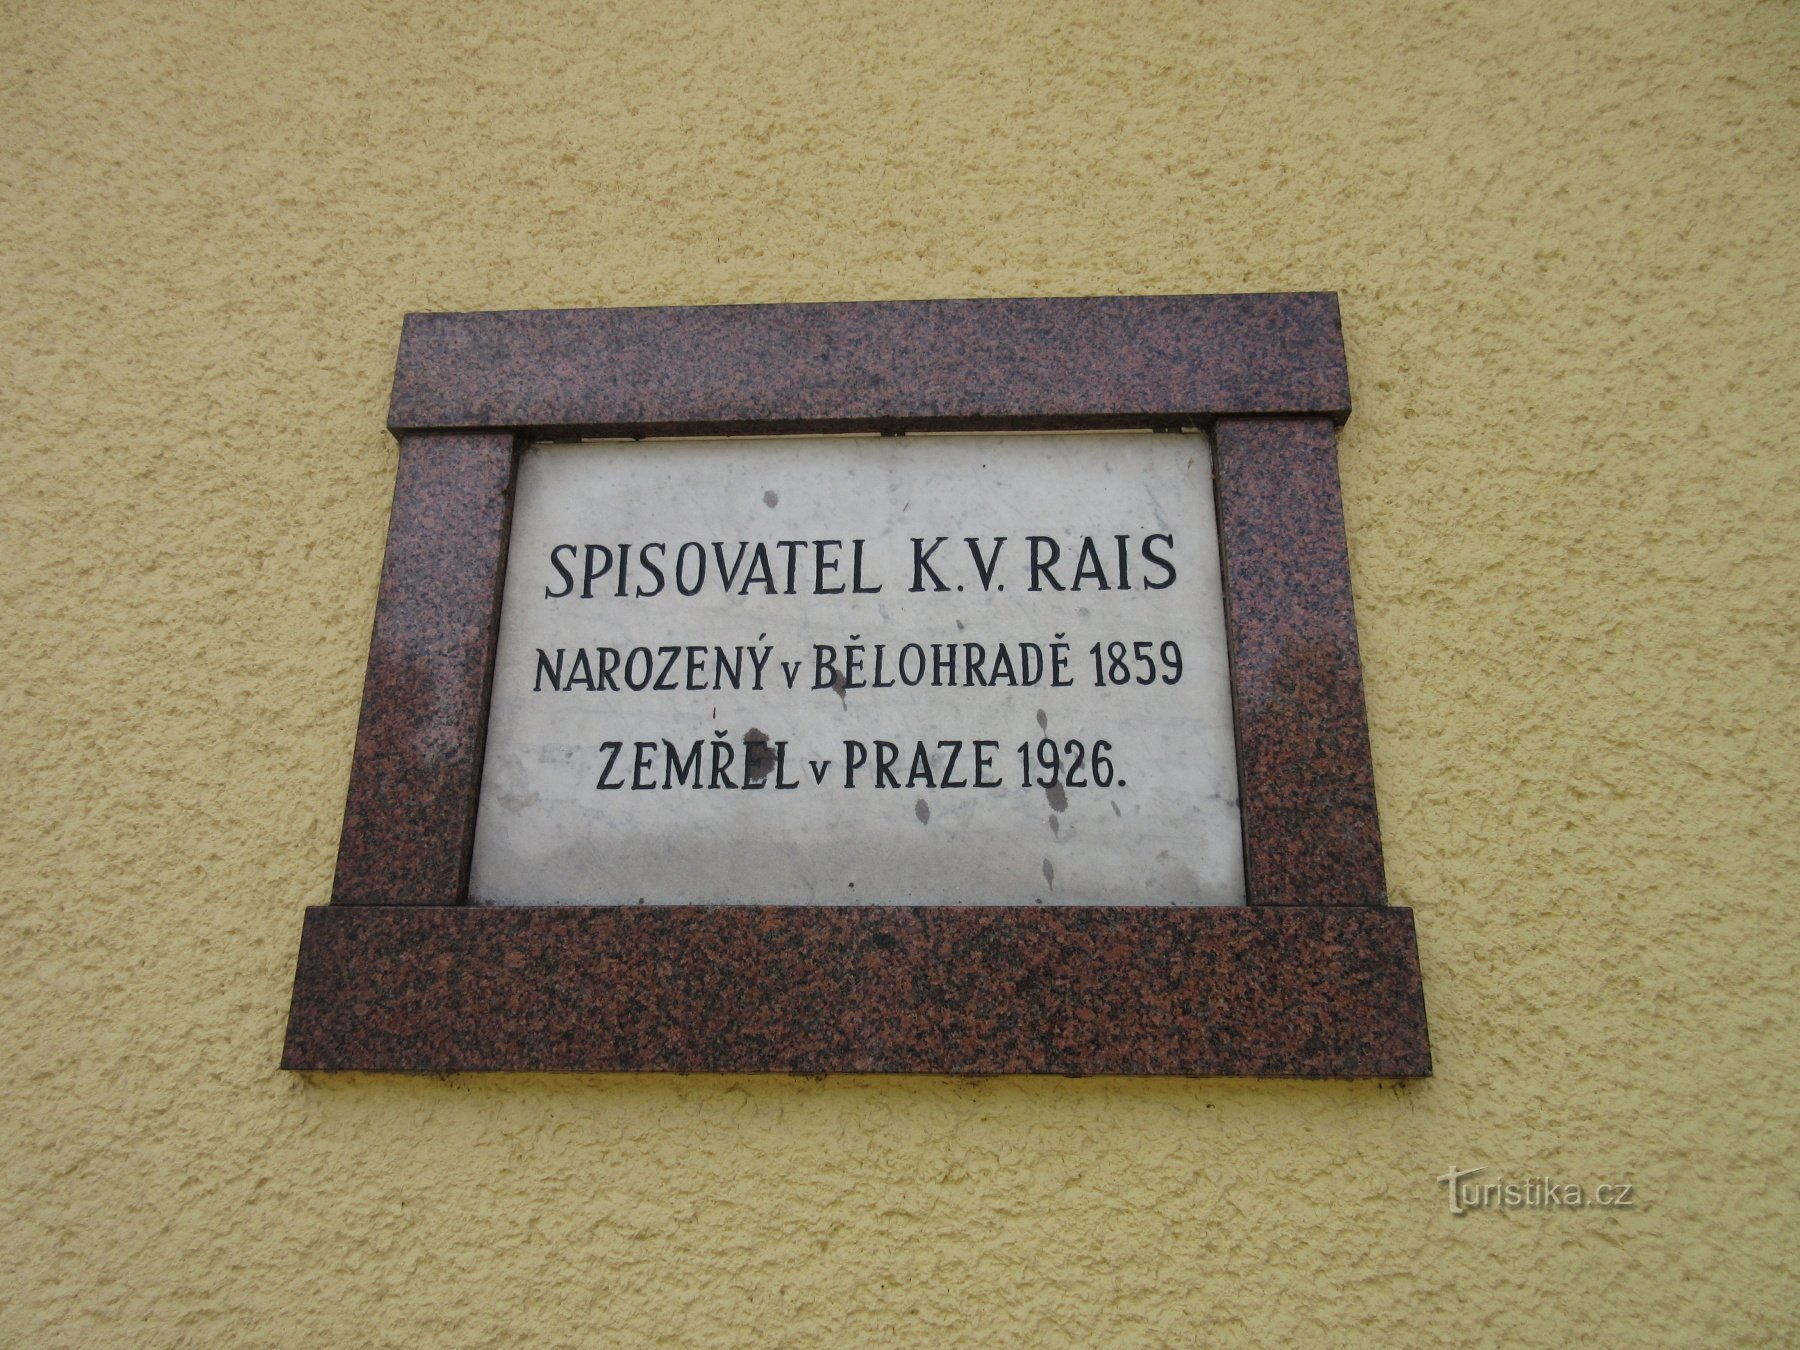 SPISOVATEL K.V. RAIS
NAROZENÝ v BĚLOHRADĚ 1859
ZEMŘEL v PRAZE 1926.
Turistika.cz